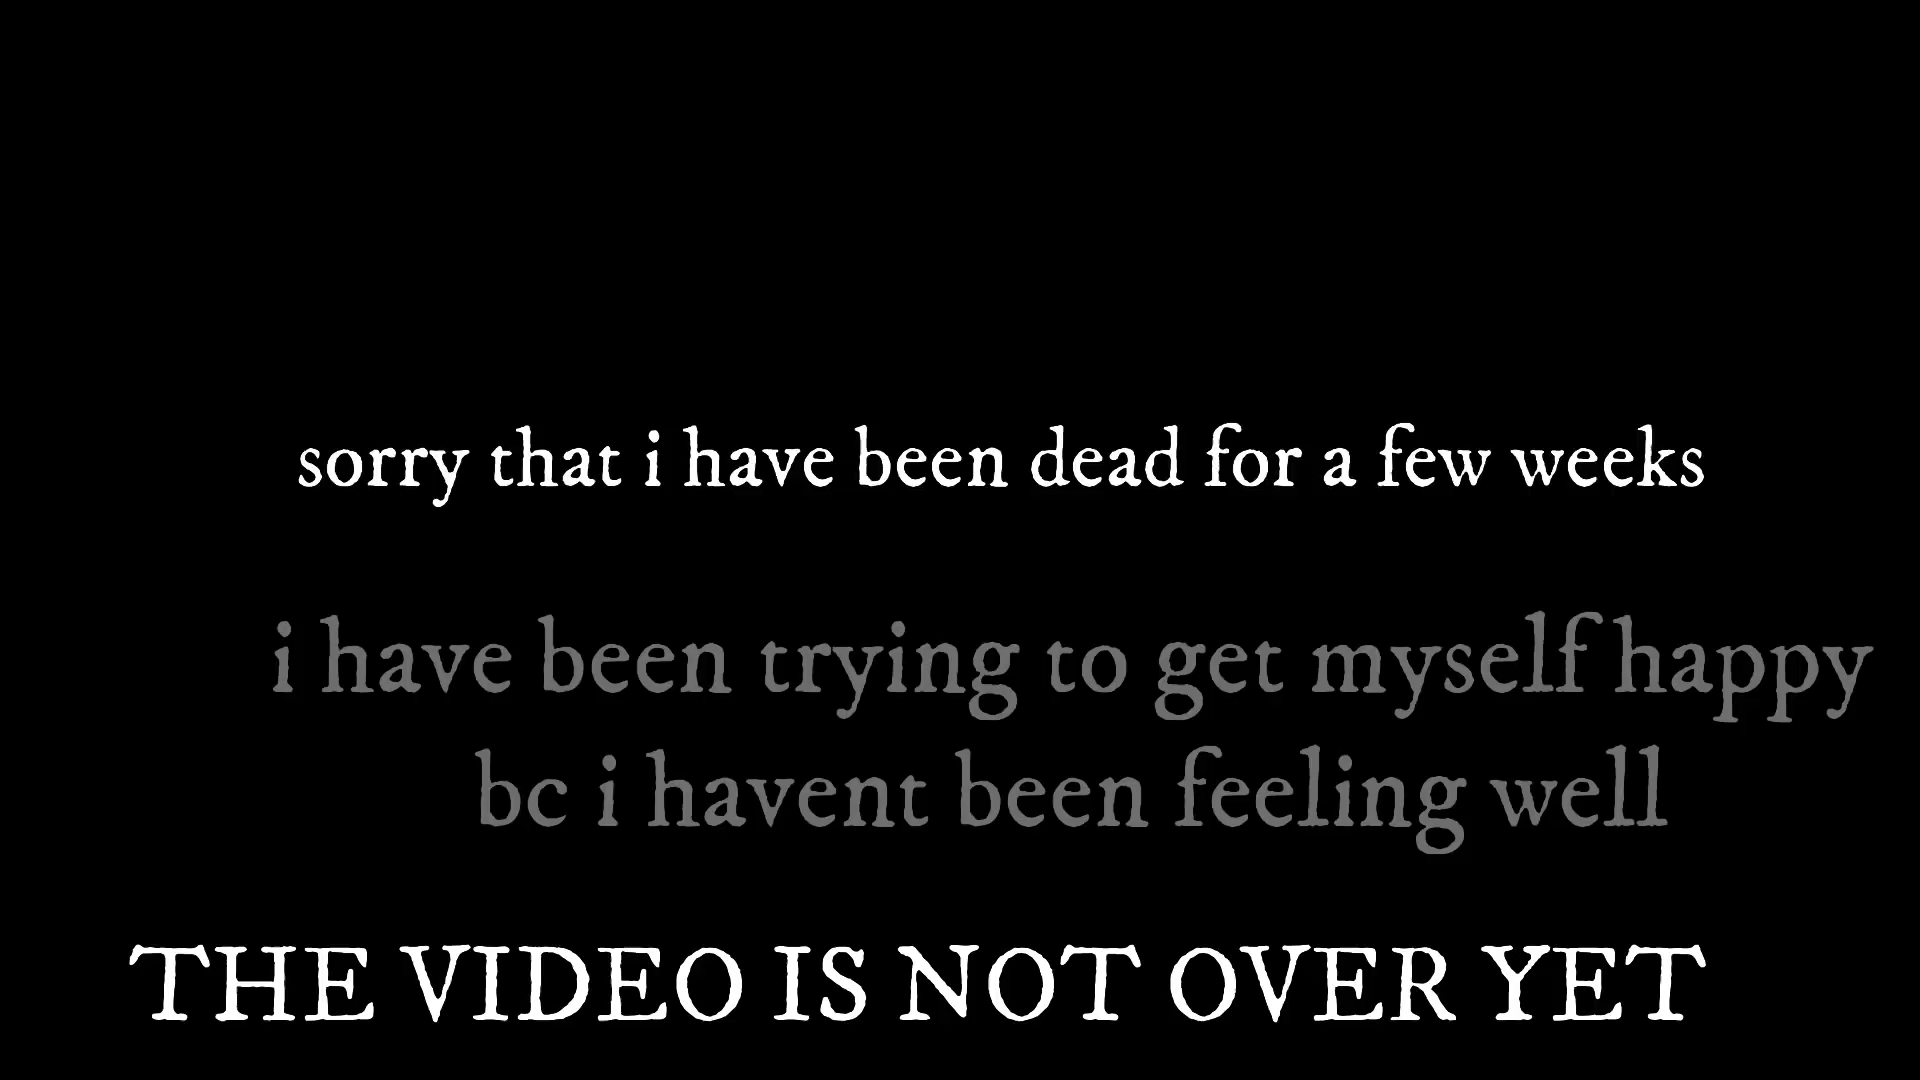 sorry that i have been dead for a few weeks
i have been trying to get myself happy
bc i havent been feeling well
THE VIDEO IS NOT OVER YET